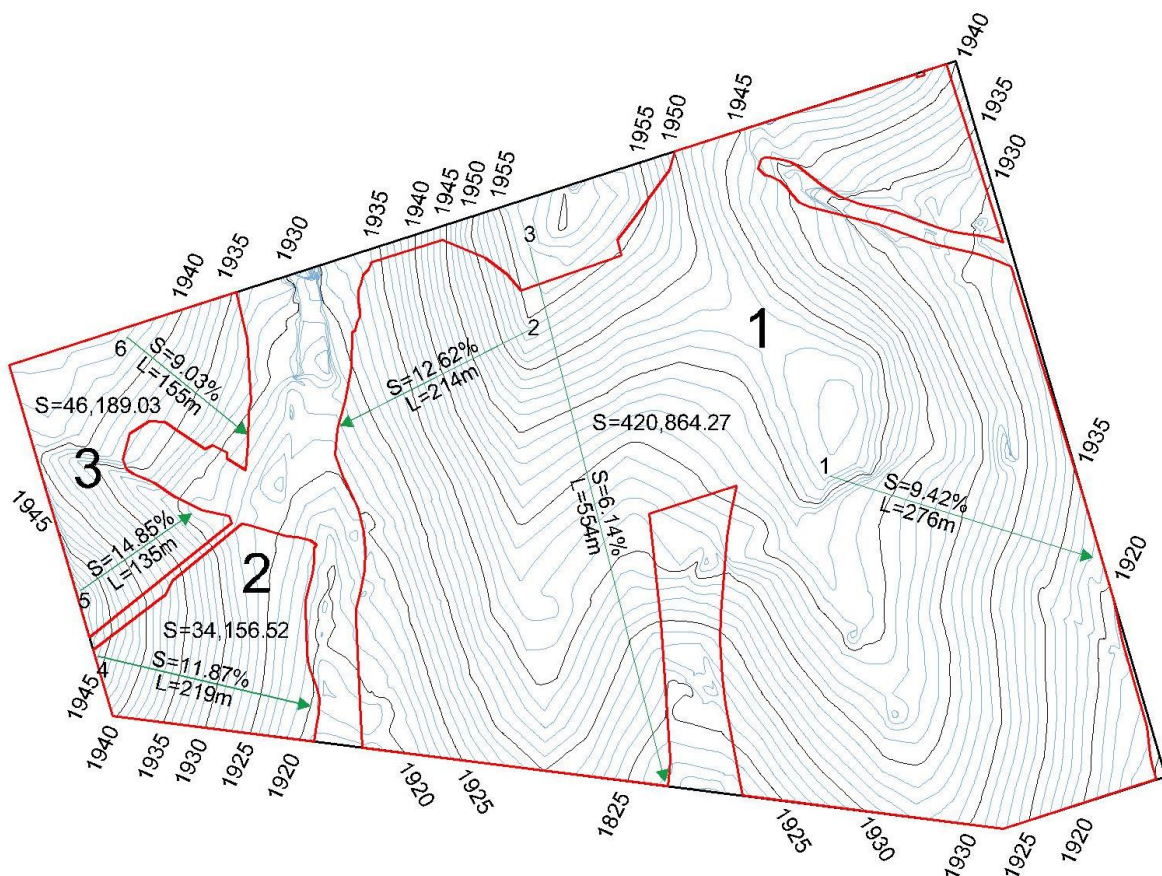 1940
1935
1930
1945
1950
1955
1955
1950
1945
1940
1935
1930
1935
1940
3
2
1
6
S=9.03%
L=155m
S=12.62%
L=214m
S=46,189.03
S=420,864.27
3
1945
1
1935
S=9.42%
L=276m
S=6.14%
L=554m
S=14.85%
L=135m
1920
2
5
S=34,156.52
4
S=11.87%
L=219m
1945
1940
1935
1930
1925
1920
1920
1925
1825
1925
1930
1930
1925
1920